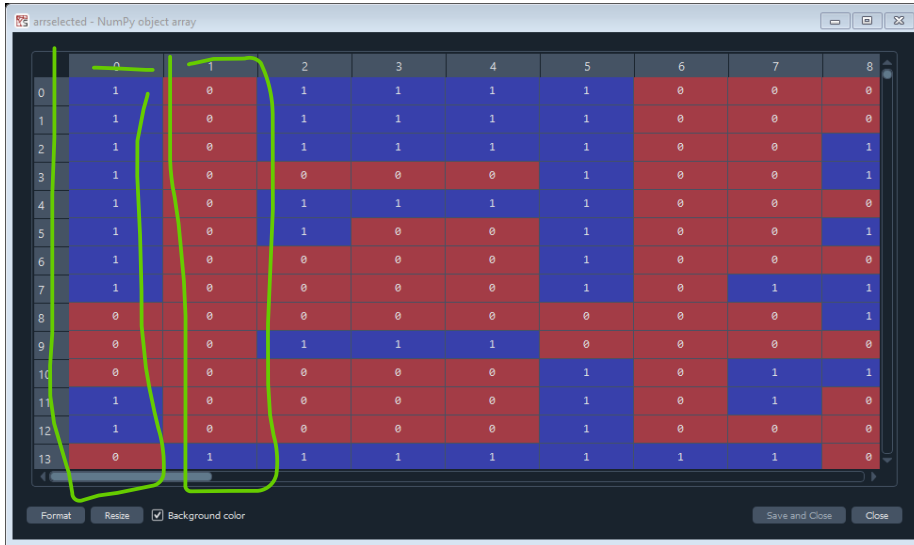 arrselected - NumPy object array
0 1 2 3 4 5 6 7 8
0 1 0 1 1 1 1 0 0 0
1 1 0 1 1 1 1 0 0 0
2 1 0 1 1 1 1 0 0 1
3 1 0 0 0 0 1 0 0 1
4 1 0 1 1 1 1 0 0 0
5 1 0 1 0 0 1 0 0 1
6 1 0 0 0 0 1 0 0 0
7 1 0 0 0 0 1 0 1 1
8 0 0 0 0 0 0 0 0 1
9 0 0 1 1 1 0 0 0 0
10 0 0 0 0 0 1 0 1 1
11 1 0 0 0 0 1 0 1 0
12 1 0 0 0 0 1 0 0 0
13 0 1 1 1 1 1 1 1 0
Format Resize Background color Save and Close Close